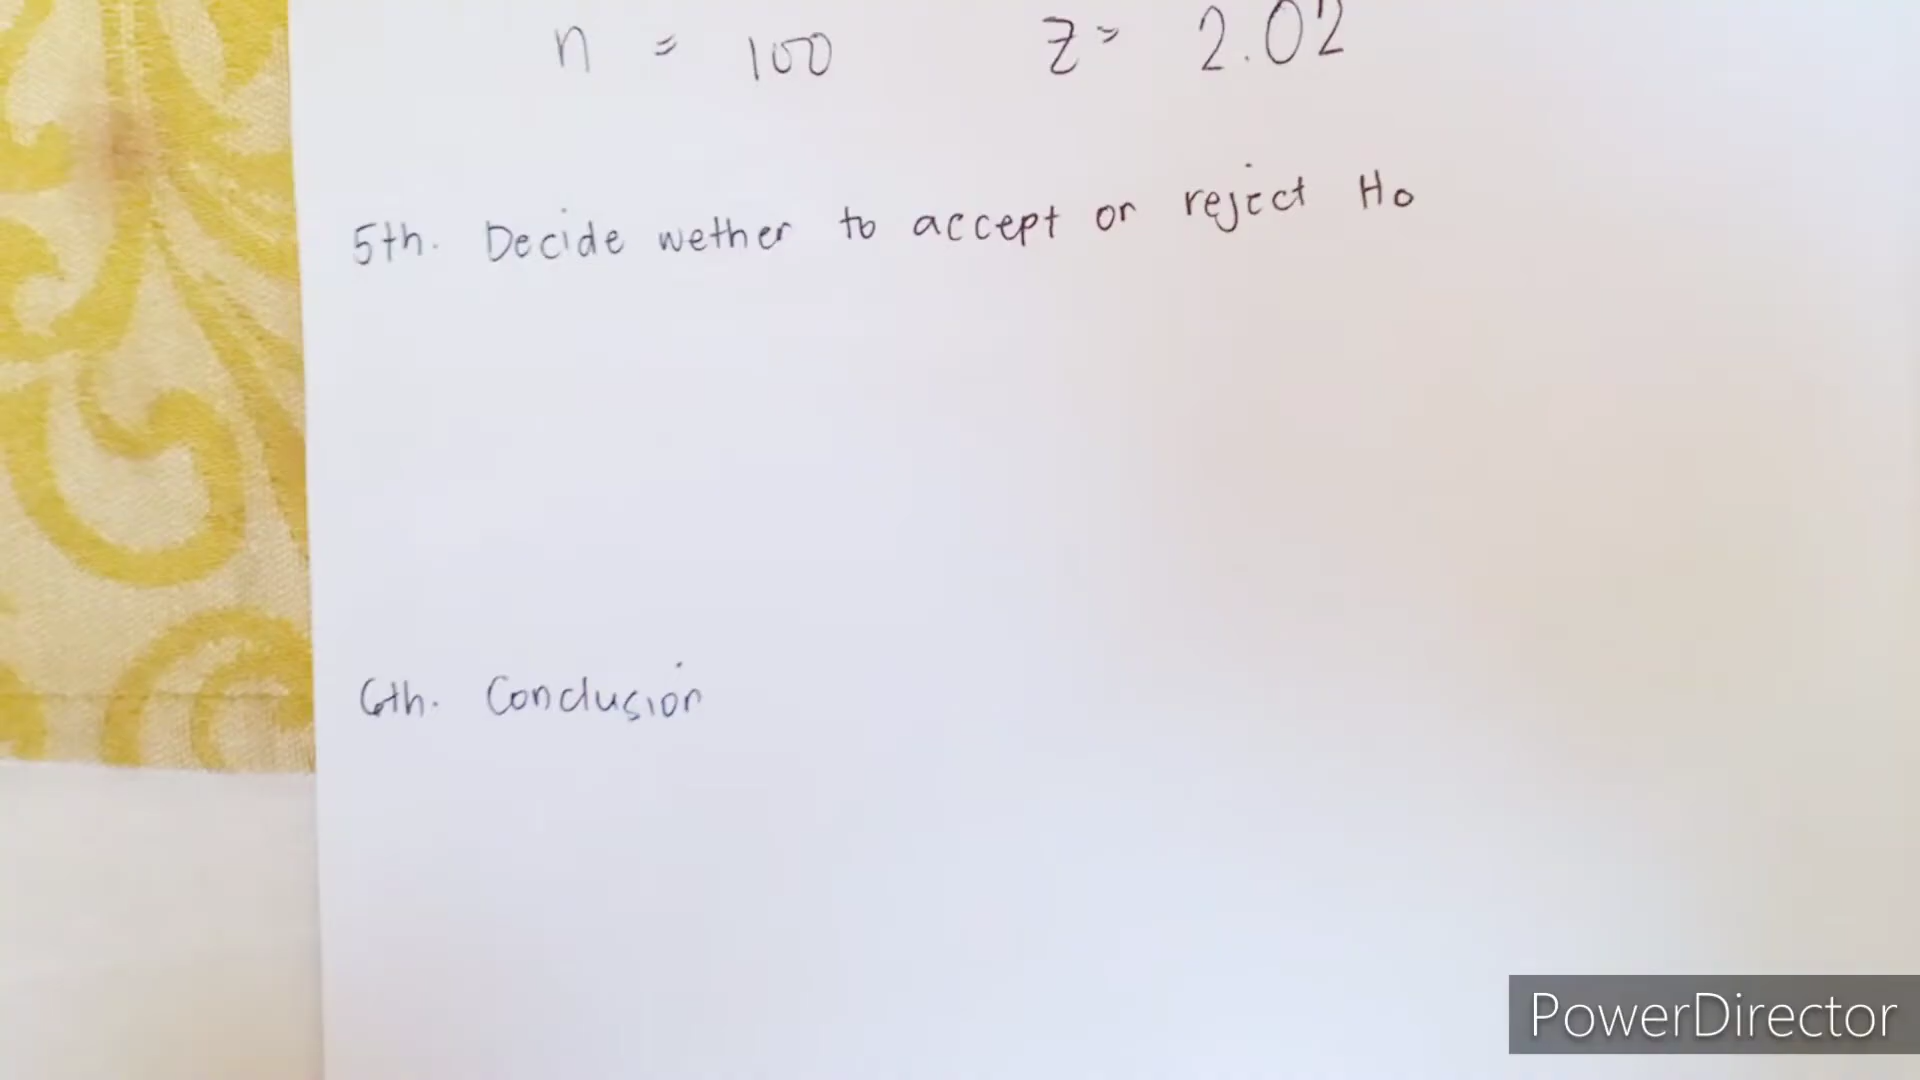 n = 100 z = 2.02
5th. Decide wether to accept or reject Ho
6th. Conclusion
PowerDirector